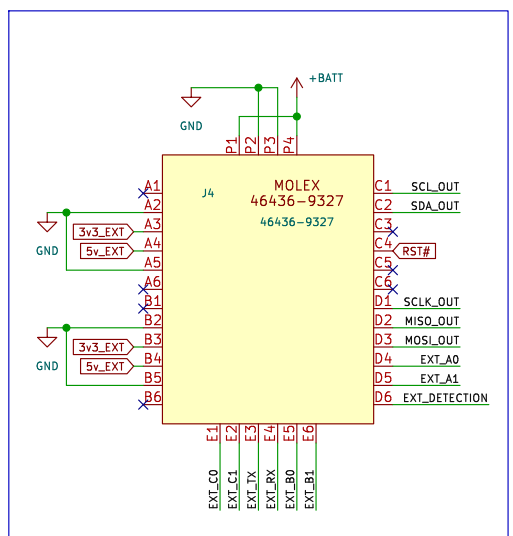 +BATT
GND
P1 P2 P3 P4
J4
MOLEX
46436-9327
46436-9327
A1
A2
3v3_EXT A3
5v_EXT A4
GND
A5
A6
B1
B2
3v3_EXT B3
5v_EXT B4
GND
B5
B6
C1 SCL_OUT
C2 SDA_OUT
C3
C4 RST#
C5
C6
D1 SCLK_OUT
D2 MISO_OUT
D3 MOSI_OUT
D4 EXT_A0
D5 EXT_A1
D6 EXT_DETECTION
E1 E2 E3 E4 E5 E6
EXT_C0
EXT_C1
EXT_TX
EXT_RX
EXT_B0
EXT_B1